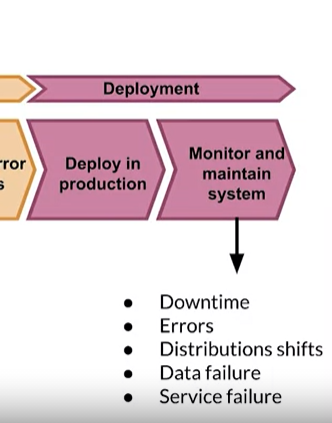 Deployment
rror
s
Deploy in
production
Monitor and
maintain
system
• Downtime
• Errors
• Distributions shifts
• Data failure
• Service failure